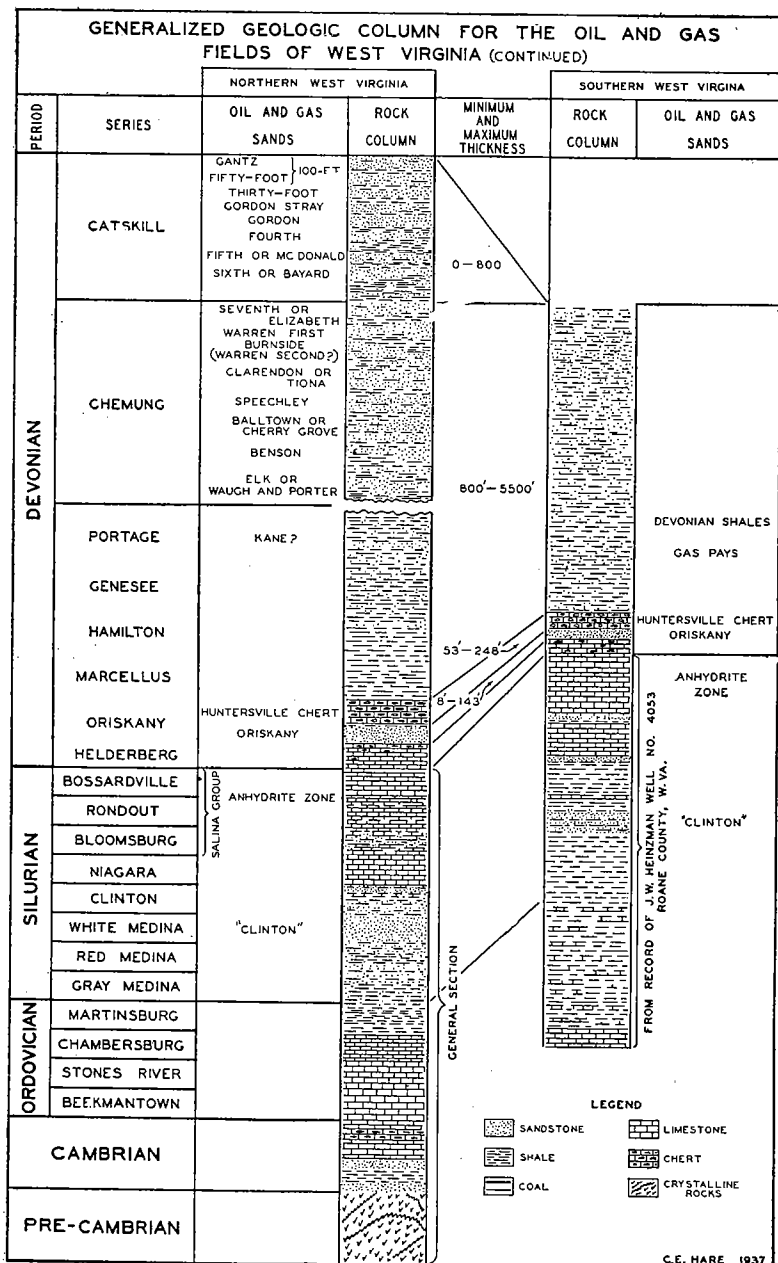 GENERALIZED GEOLOGIC COLUMN FOR THE OIL AND GAS
FIELDS OF WEST VIRGINIA (CONTINUED)
NORTHERN WEST VIRGINIA
SOUTHERN WEST VIRGINA
PERIOD
SERIES
OIL AND GAS
SANDS
ROCK
COLUMN
MINIMUM
AND
MAXIMUM
THICKNESS
ROCK
COLUMN
OIL AND GAS
SANDS
DEVONIAN
CATSKILL
GANTZ
FIFTY-FOOT
100-FT
THIRTY-FOOT
GORDON STRAY
GORDON
FOURTH
FIFTH OR MCDONALD
SIXTH OR BAYARD
0-800
CHEMUNG
SEVENTH OR
ELIZABETH
WARREN FIRST
BURNSIDE
(WARREN SECOND?)
CLARENDON OR
TIONA
SPEECHLEY
BALLTOWN OR
CHERRY GROVE
BENSON
ELK OR
WAUGH AND PORTER
800'-5500'
PORTAGE
KANE?
GENESEE
HAMILTON
MARCELLUS
ORISKANY
HUNTERSVILLE CHERT
ORISKANY
HELDERBERG
53'-248'
8'-143'
DEVONIAN SHALES
GAS PAYS
HUNTERSVILLE CHERT
ORISKANY
SILURIAN
BOSSARDVILLE
RONDOUT
BLOOMSBURG
SALINA GROUP
ANHYDRITE ZONE
NIAGARA
CLINTON
WHITE MEDINA
"CLINTON"
RED MEDINA
GRAY MEDINA
ANHYDRITE
ZONE
"CLINTON"
FROM RECORD OF J.W. HEINZMAN WELL NO. 4053
ROANE COUNTY, W.VA.
GENERAL SECTION
ORDOVICIAN
MARTINSBURG
CHAMBERSBURG
STONES RIVER
BEEKMANTOWN
CAMBRIAN
PRE-CAMBRIAN
LEGEND
SANDSTONE
LIMESTONE
SHALE
CHERT
COAL
CRYSTALLINE
ROCKS
C.E. HARE 1937